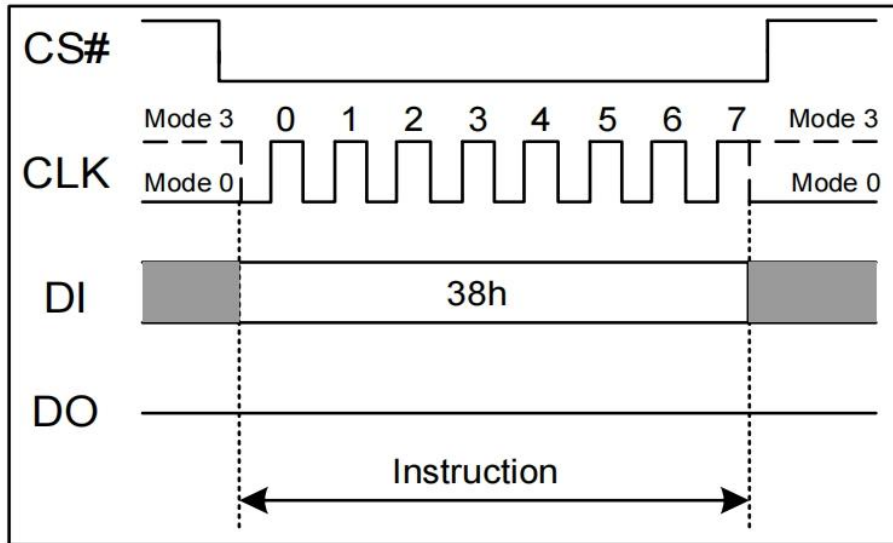 CS#
Mode 3 0 1 2 3 4 5 6 7 Mode 3
CLK
Mode 0 Mode 0
DI 38h
DO
Instruction